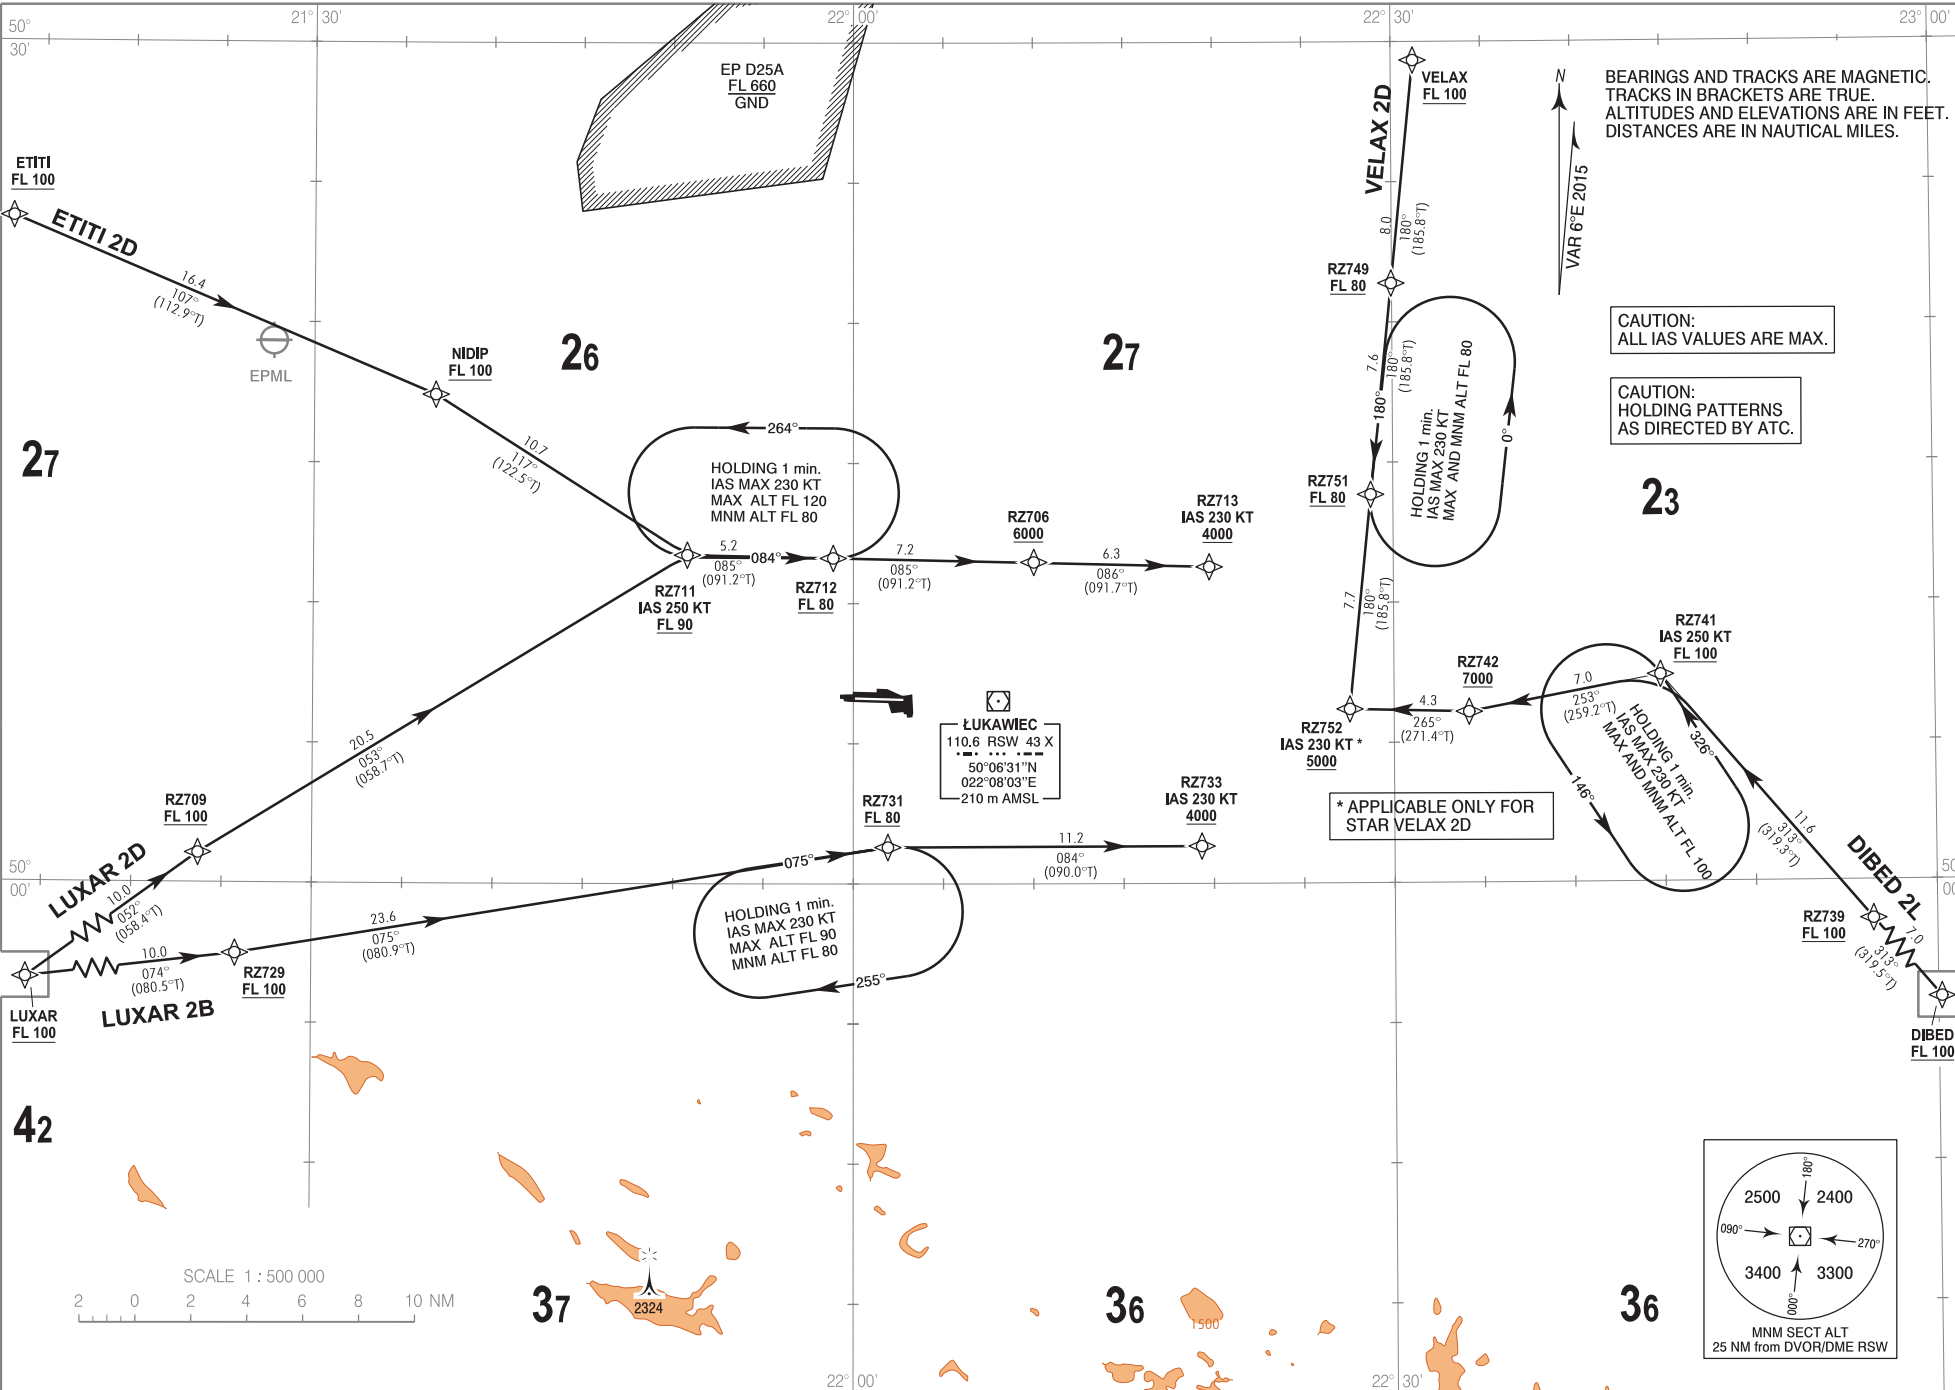 50°
30'
21° 30'
22° 00'
22° 30'
23° 00'
EP D25A
FL 660
GND
VELAX
FL 100
VELAX 2D
N
VAR 6°E 2015
BEARINGS AND TRACKS ARE MAGNETIC.
TRACKS IN BRACKETS ARE TRUE.
ALTITUDES AND ELEVATIONS ARE IN FEET.
DISTANCES ARE IN NAUTICAL MILES.
ETITI
FL 100
ETITI 2D
16.4
107°
(112.9°T)
EPML
NIDIP
FL 100
26
27
8.0
180°
(185.8°T)
RZ749
FL 80
CAUTION:
ALL IAS VALUES ARE MAX.
CAUTION:
HOLDING PATTERNS
AS DIRECTED BY ATC.
7.6
180°
(185.8°T)
180°
HOLDING 1 min.
IAS MAX 230 KT
MAX AND MNM ALT FL 80
0°
27
10.7
117°
(122.5°T)
264°
HOLDING 1 min.
IAS MAX 230 KT
MAX ALT FL 120
MNM ALT FL 80
RZ751
FL 80
23
RZ711
IAS 250 KT
FL 90
5.2
084°
085°
(091.2°T)
RZ712
FL 80
7.2
085°
(091.2°T)
RZ706
6000
6.3
086°
(091.7°T)
RZ713
IAS 230 KT
4000
7.7
180°
(185.8°T)
RZ741
IAS 250 KT
FL 100
RZ742
7000
7.0
253°
(259.2°T)
4.3
265°
(271.4°T)
RZ752
IAS 230 KT *
5000
* APPLICABLE ONLY FOR
STAR VELAX 2D
HOLDING 1 min.
IAS MAX 230 KT
MAX AND MNM ALT FL 100
326°
146°
11.6
313°
(319.3°T)
DIBED 2L
RZ739
FL 100
7.0
313°
(319.5°T)
DIBED
FL 100
ŁUKAWIEC
110.6 RSW 43 X
50°06'31"N
022°08'03"E
210 m AMSL
20.5
053°
(058.7°T)
RZ709
FL 100
LUXAR 2D
10.0
052°
(058.4°T)
50°
00'
50
00
RZ731
FL 80
RZ733
IAS 230 KT
4000
11.2
084°
(090.0°T)
075°
HOLDING 1 min.
IAS MAX 230 KT
MAX ALT FL 90
MNM ALT FL 80
255°
23.6
075°
(080.9°T)
10.0
074°
(080.5°T)
RZ729
FL 100
LUXAR
FL 100
LUXAR 2B
42
SCALE 1 : 500 000
2 0 2 4 6 8 10 NM
37
2324
36
1500
36
2500
2400
3400
3300
180°
090°
270°
000°
MNM SECT ALT
25 NM from DVOR/DME RSW
22° 00'
22° 30'